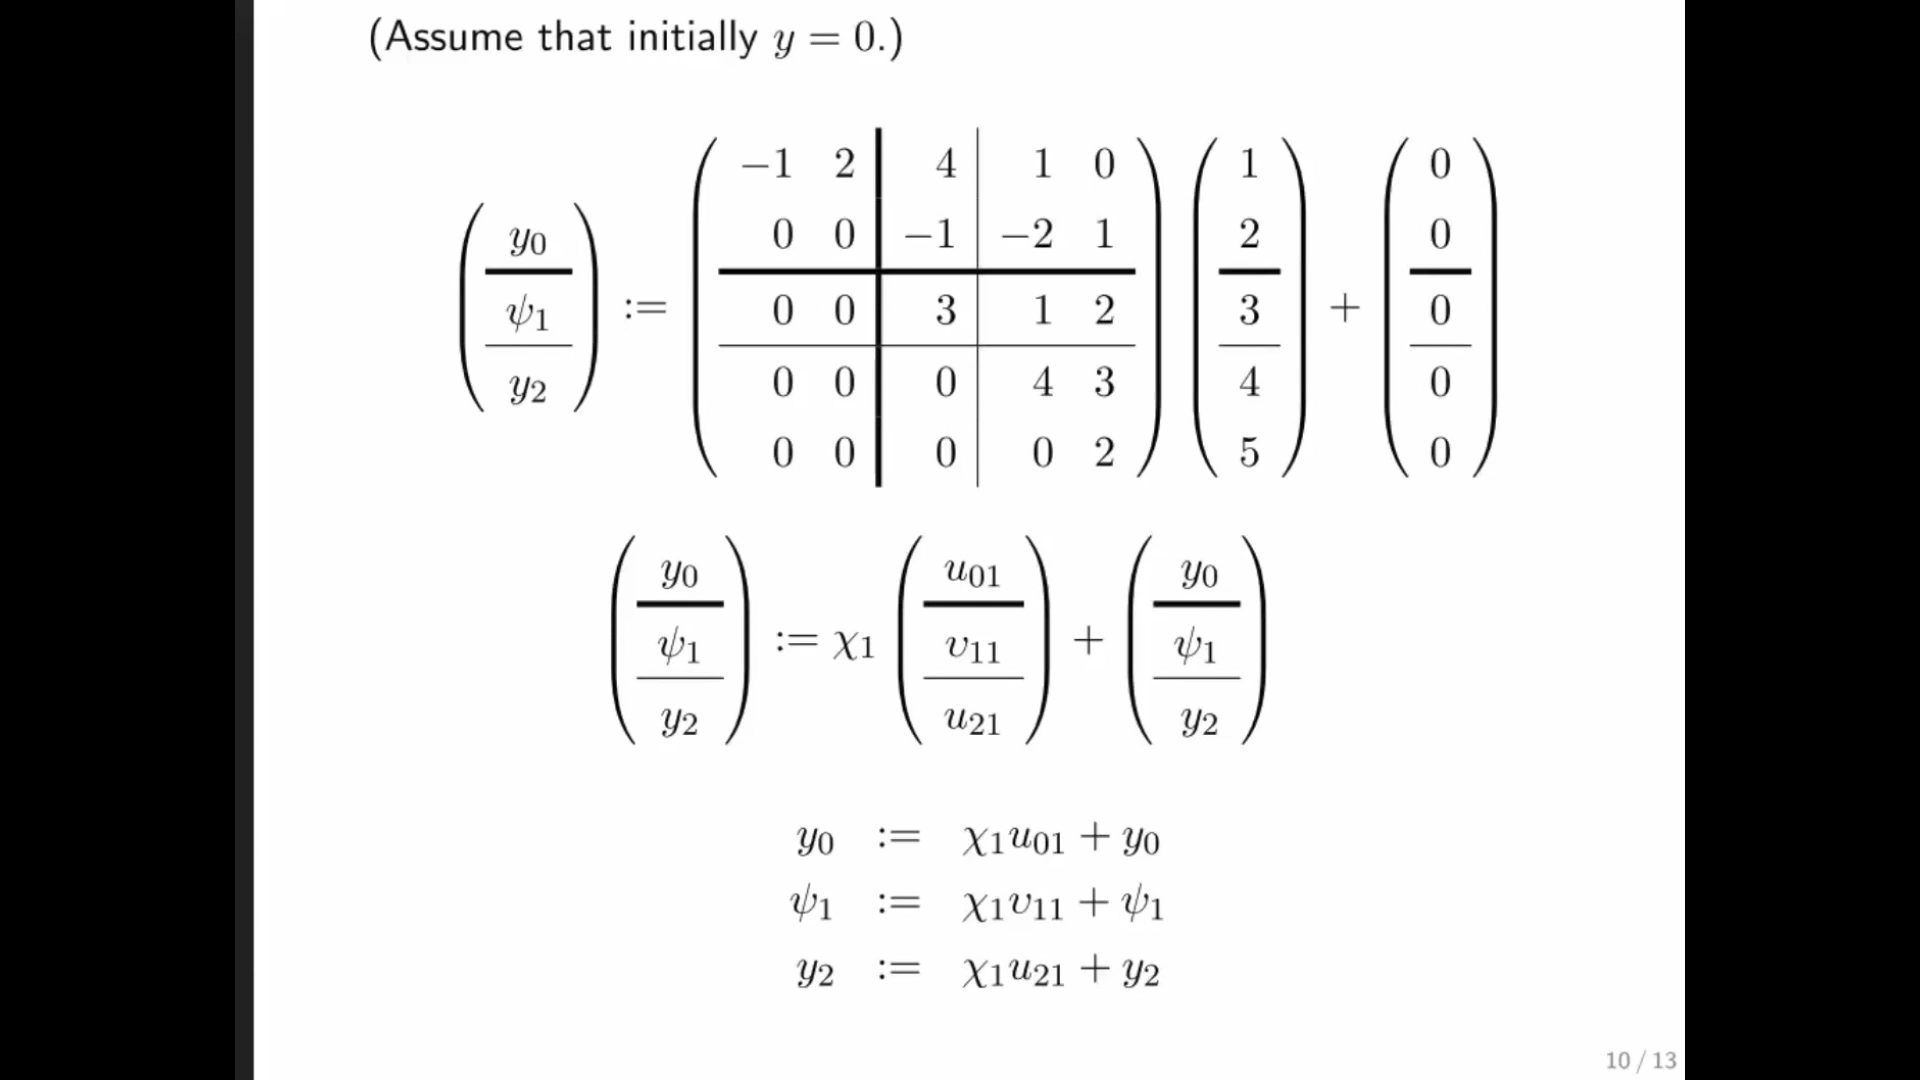 (Assume that initially y = 0.)
−1 2 4 1 0 1 0
0 0 −1 −2 1 2 0
y0
ψ1 := 0 0 3 1 2 3 + 0
y2
0 0 0 4 3 4 0
0 0 0 0 2 5 0
y0 u01 y0
ψ1 := χ1 υ11 + ψ1
y2 u21 y2
y0 := χ1u01 + y0
ψ1 := χ1υ11 + ψ1
y2 := χ1u21 + y2
10 / 13